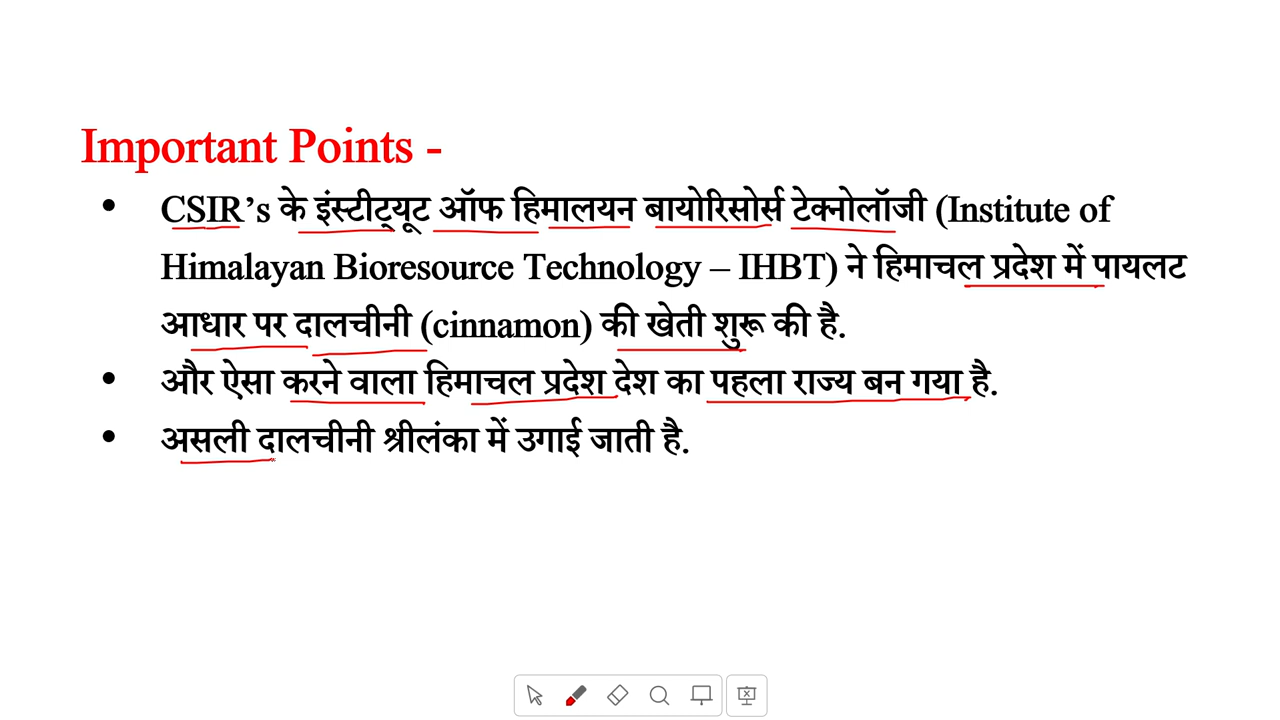 Important Points -
• CSIR’s के इंस्टीट्यूट ऑफ हिमालयन बायोरिसोर्स टेक्नोलॉजी (Institute of
Himalayan Bioresource Technology – IHBT) ने हिमाचल प्रदेश में पायलट
आधार पर दालचीनी (cinnamon) की खेती शुरू की है.
• और ऐसा करने वाला हिमाचल प्रदेश देश का पहला राज्य बन गया है.
• असली दालचीनी श्रीलंका में उगाई जाती है.